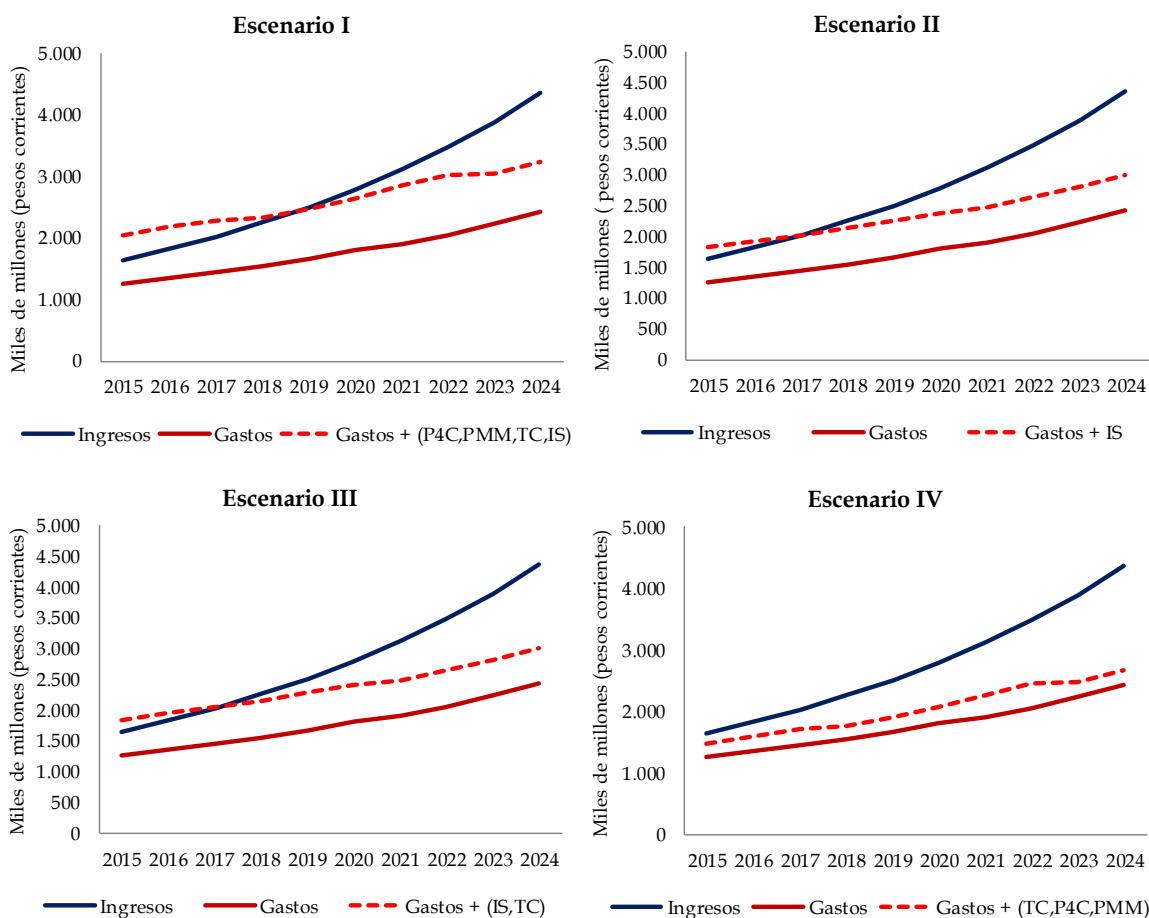 Escenario I
Miles de millones (pesos corrientes)
5.000
4.000
3.000
2.000
1.000
0
2015 2016 2017 2018 2019 2020 2021 2022 2023 2024
Ingresos Gastos Gastos + (P4C,PMM,TC,IS)
Escenario II
Miles de millones ( pesos corrientes)
5.000
4.500
4.000
3.500
3.000
2.500
2.000
1.500
1.000
500
0
2015 2016 2017 2018 2019 2020 2021 2022 2023 2024
Ingresos Gastos Gastos + IS
Escenario III
Miles de millones (pesos corrientes)
5.000
4.500
4.000
3.500
3.000
2.500
2.000
1.500
1.000
500
0
2015 2016 2017 2018 2019 2020 2021 2022 2023 2024
Ingresos Gastos Gastos + (IS,TC)
Escenario IV
Miles de millones (pesos corrientes)
5.000
4.000
3.000
2.000
1.000
0
2015 2016 2017 2018 2019 2020 2021 2022 2023 2024
Ingresos Gastos Gastos + (TC,P4C,PMM)